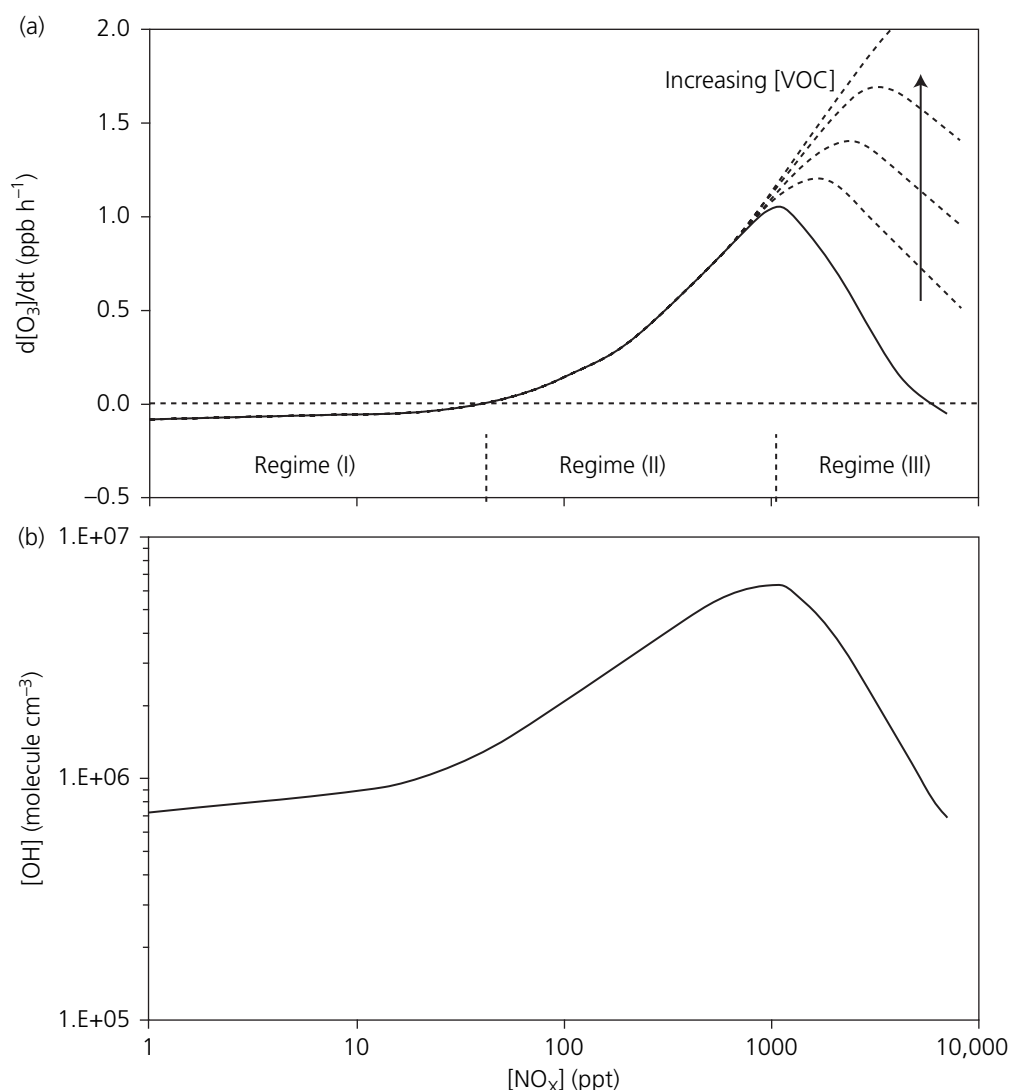 (a)
2.0
1.5
1.0
0.5
0.0
–0.5
d[O₃]/dt (ppb h⁻¹)
Increasing [VOC]
Regime (I)
Regime (II)
Regime (III)
(b)
1.E+07
1.E+06
1.E+05
[OH] (molecule cm⁻³)
1
10
100
1000
10,000
[NOₓ] (ppt)